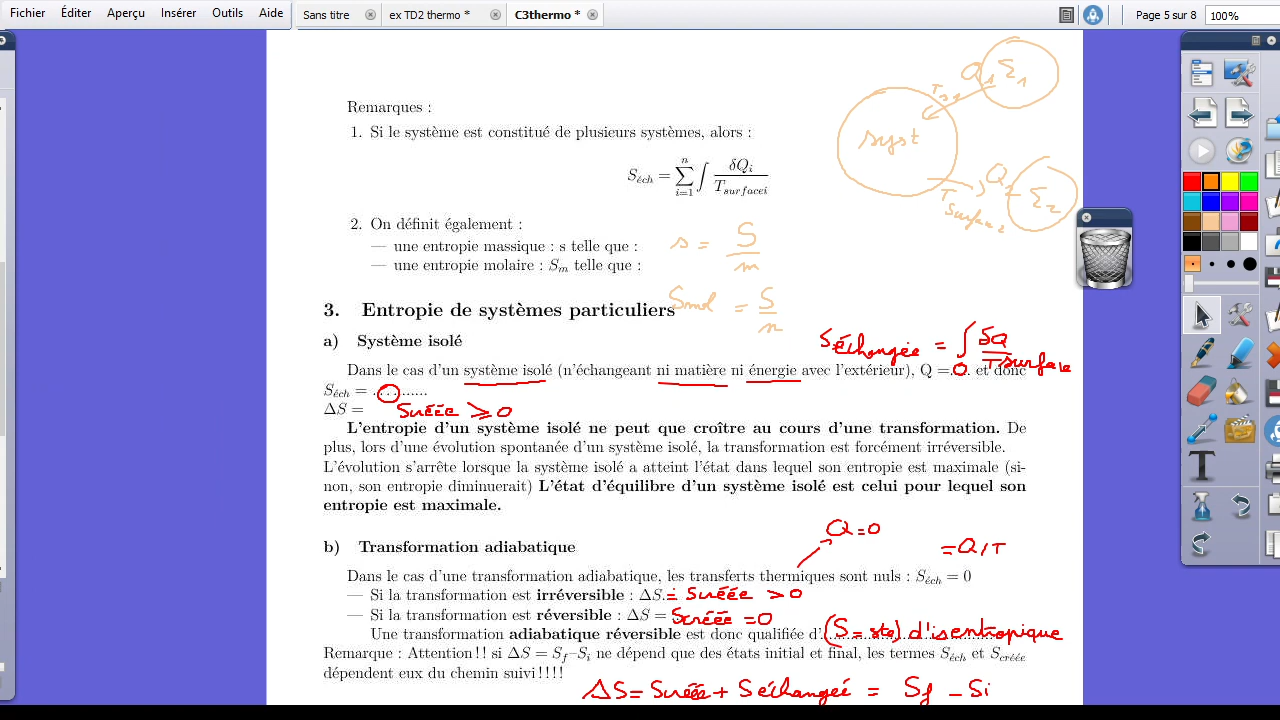 Fichier Éditer Aperçu Insérer Outils Aide
Sans titre
ex TD2 thermo *
C3thermo *
Page 5 sur 8
100%
Remarques :
1. Si le système est constitué de plusieurs systèmes, alors :
S_éch = ∑_{i=1}^{n} ∫ δQ_i / T_surfacei
syst
Q1 Σ1
Q2 Σ2
T surface 2
2. On définit également :
— une entropie massique : s telle que : s = S/m
— une entropie molaire : S_m telle que : Smol = S/n
3. Entropie de systèmes particuliers
a) Système isolé
Séchangée = ∫ δQ / Tsurface
Dans le cas d'un système isolé (n'échangeant ni matière ni énergie avec l'extérieur), Q =.0.. et donc
S_éch = ...0.......
ΔS = Scréée ⩾ 0
L'entropie d'un système isolé ne peut que croître au cours d'une transformation. De
plus, lors d'une évolution spontanée d'un système isolé, la transformation est forcément irréversible.
L'évolution s'arrête lorsque la système isolé a atteint l'état dans lequel son entropie est maximale (si-
non, son entropie diminuerait) L'état d'équilibre d'un système isolé est celui pour lequel son
entropie est maximale.
Q = 0
b) Transformation adiabatique
= Q/T
Dans le cas d'une transformation adiabatique, les transferts thermiques sont nuls : S_éch = 0
— Si la transformation est irréversible : ΔS. = Scréée > 0
— Si la transformation est réversible : ΔS = Scréée = 0
Une transformation adiabatique réversible est donc qualifiée d'(S = cte) d'isentropique
Remarque : Attention !! si ΔS = S_f–S_i ne dépend que des états initial et final, les termes S_éch et S_créée
dépendent eux du chemin suivi !!!!
ΔS = Scréée + Séchangée = Sf - Si